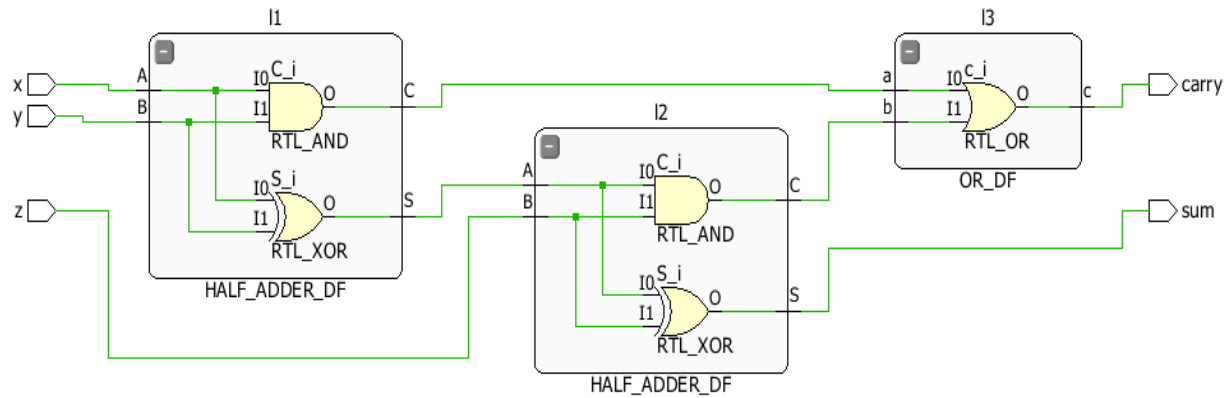 I1
x
y
z
A
B
I0
I1
C_i
O
RTL_AND
C
I0
I1
S_i
O
RTL_XOR
S
HALF_ADDER_DF
I2
A
B
I0
I1
C_i
O
RTL_AND
C
I0
I1
S_i
O
RTL_XOR
S
HALF_ADDER_DF
I3
a
b
I0
I1
c_i
O
RTL_OR
c
OR_DF
carry
sum